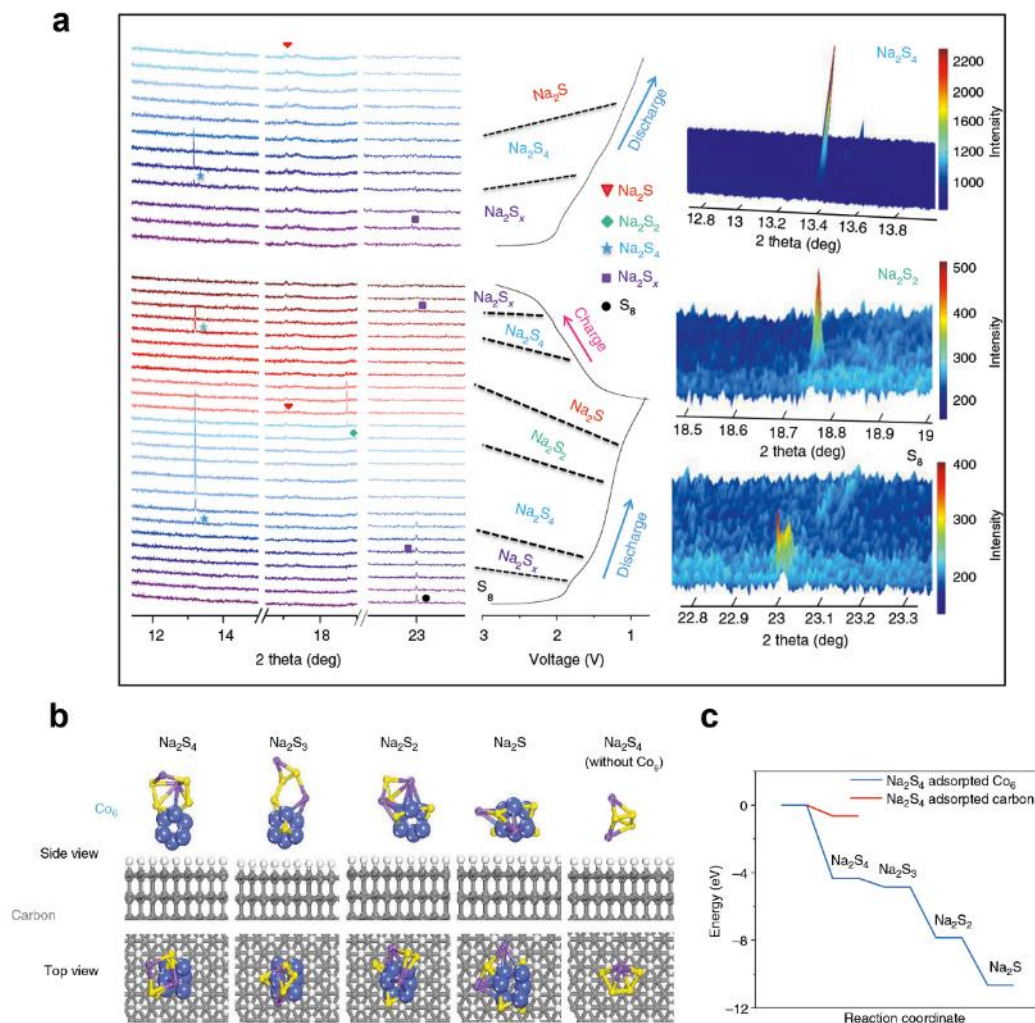 a
Na₂S
Na₂S₄
Na₂Sₓ
Discharge
Na₂S
Na₂S₂
Na₂S₄
Na₂Sₓ
S₈
Na₂Sₓ
Na₂S₄
Charge
Na₂S
Na₂S₂
Na₂S₄
Na₂Sₓ
S₈
Discharge
12 14 18 23
2 theta (deg)
3 2 1
Voltage (V)
Na₂S₄
2200
2000
1600
1200
1000
Intensity
12.8 13 13.2 13.4 13.6 13.8
2 theta (deg)
Na₂S₂
500
400
300
200
Intensity
18.5 18.6 18.7 18.8 18.9 19
2 theta (deg)
S₈
400
300
200
Intensity
22.8 22.9 23 23.1 23.2 23.3
2 theta (deg)
b
Na₂S₄ Na₂S₃ Na₂S₂ Na₂S Na₂S₄
(without Co₆)
Co₆
Side view
Carbon
Top view
c
Na₂S₄ adsorpted Co₆
Na₂S₄ adsorpted carbon
0
−4
−8
−12
Energy (eV)
Na₂S₄
Na₂S₃
Na₂S₂
Na₂S
Reaction coordinate